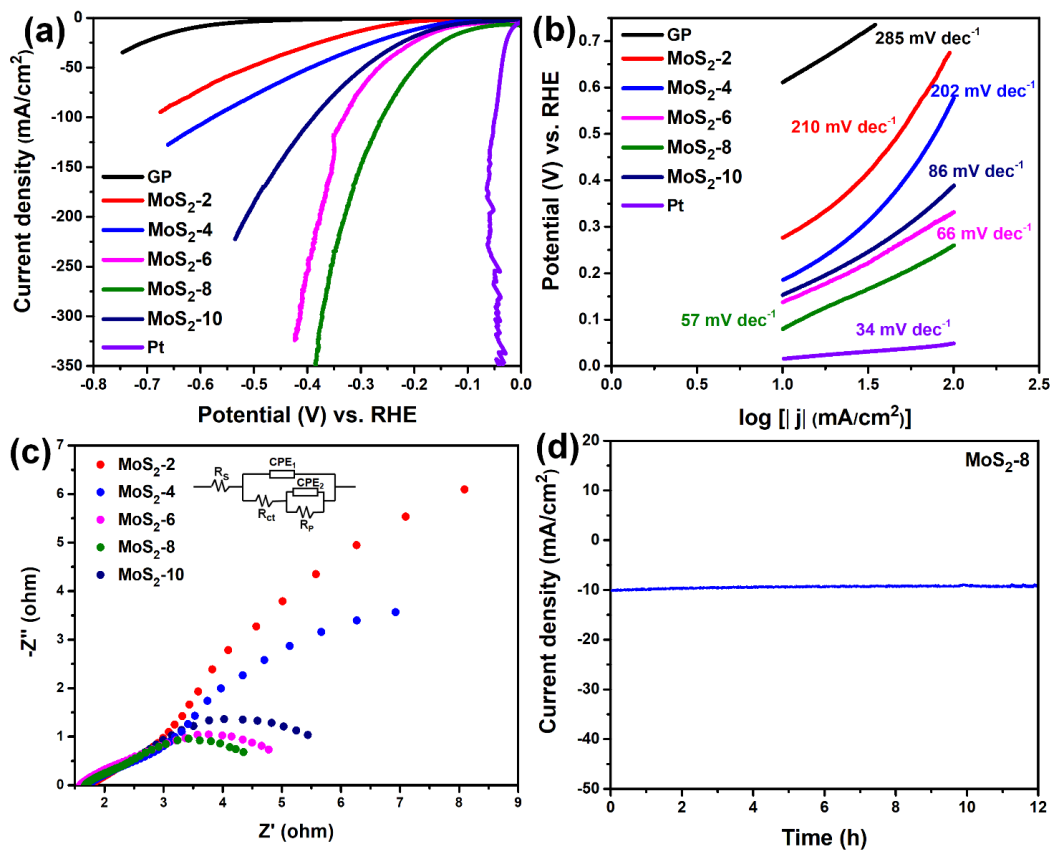 (a)
0
-50
-100
-150
-200
-250
-300
-350
-0.8
-0.7
-0.6
-0.5
-0.4
-0.3
-0.2
-0.1
0.0
Current density (mA/cm²)
Potential (V) vs. RHE
GP
MoS₂-2
MoS₂-4
MoS₂-6
MoS₂-8
MoS₂-10
Pt
(b)
0.7
0.6
0.5
0.4
0.3
0.2
0.1
0.0
0.0
0.5
1.0
1.5
2.0
2.5
Potential (V) vs. RHE
log [| j| (mA/cm²)]
GP
MoS₂-2
MoS₂-4
MoS₂-6
MoS₂-8
MoS₂-10
Pt
285 mV dec⁻¹
202 mV dec⁻¹
210 mV dec⁻¹
86 mV dec⁻¹
66 mV dec⁻¹
57 mV dec⁻¹
34 mV dec⁻¹
(c)
-7
6
5
4
3
2
1
0
2
3
4
5
6
7
8
9
-Z'' (ohm)
Z' (ohm)
MoS₂-2
MoS₂-4
MoS₂-6
MoS₂-8
MoS₂-10
R_S
CPE₁
CPE₂
R_ct
R_P
(d)
MoS₂-8
20
10
0
-10
-20
-30
-40
-50
0
2
4
6
8
10
12
Current density (mA/cm²)
Time (h)